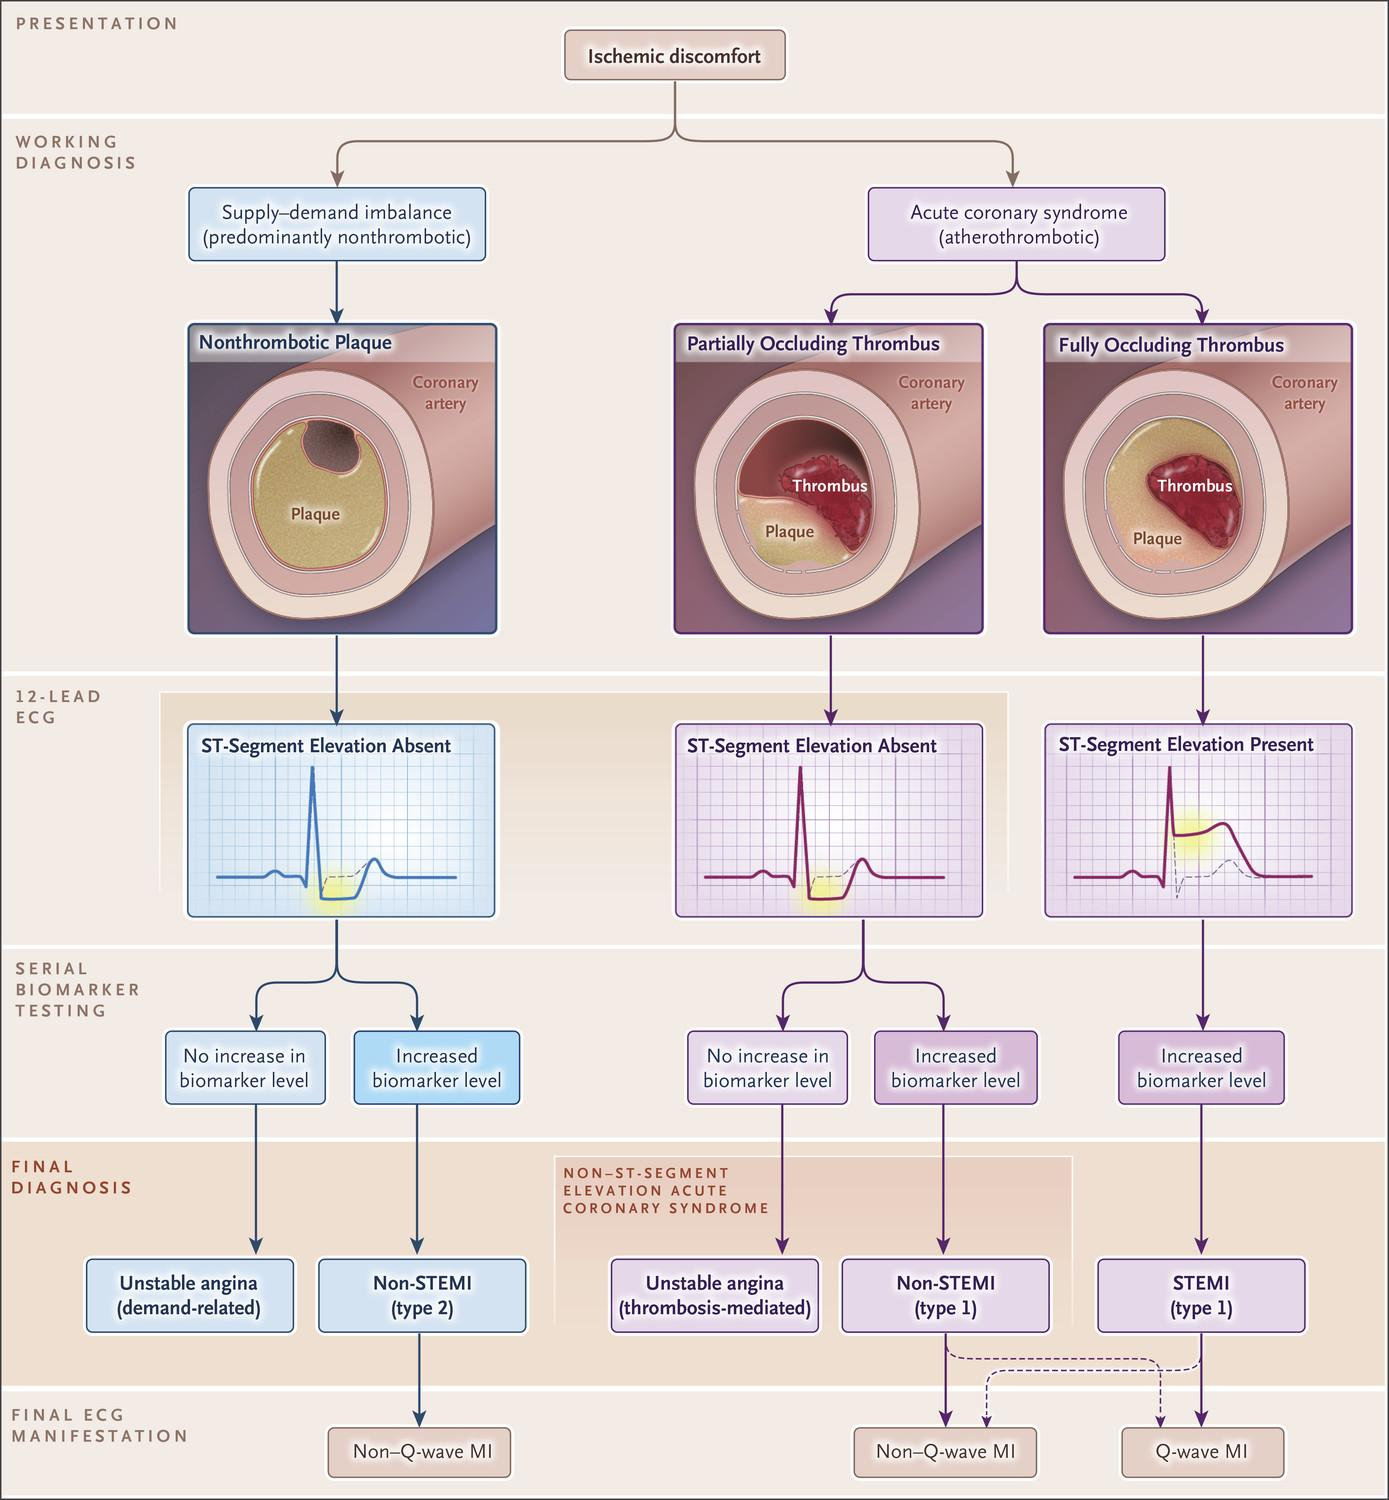 PRESENTATION
Ischemic discomfort
WORKING
DIAGNOSIS
Supply–demand imbalance
(predominantly nonthrombotic)
Acute coronary syndrome
(atherothrombotic)
Nonthrombotic Plaque
Coronary
artery
Plaque
Partially Occluding Thrombus
Coronary
artery
Thrombus
Plaque
Fully Occluding Thrombus
Coronary
artery
Thrombus
Plaque
12-LEAD
ECG
ST-Segment Elevation Absent
ST-Segment Elevation Absent
ST-Segment Elevation Present
SERIAL
BIOMARKER
TESTING
No increase in
biomarker level
Increased
biomarker level
No increase in
biomarker level
Increased
biomarker level
Increased
biomarker level
FINAL
DIAGNOSIS
NON–ST-SEGMENT
ELEVATION ACUTE
CORONARY SYNDROME
Unstable angina
(demand-related)
Non-STEMI
(type 2)
Unstable angina
(thrombosis-mediated)
Non-STEMI
(type 1)
STEMI
(type 1)
FINAL ECG
MANIFESTATION
Non–Q-wave MI
Non–Q-wave MI
Q-wave MI